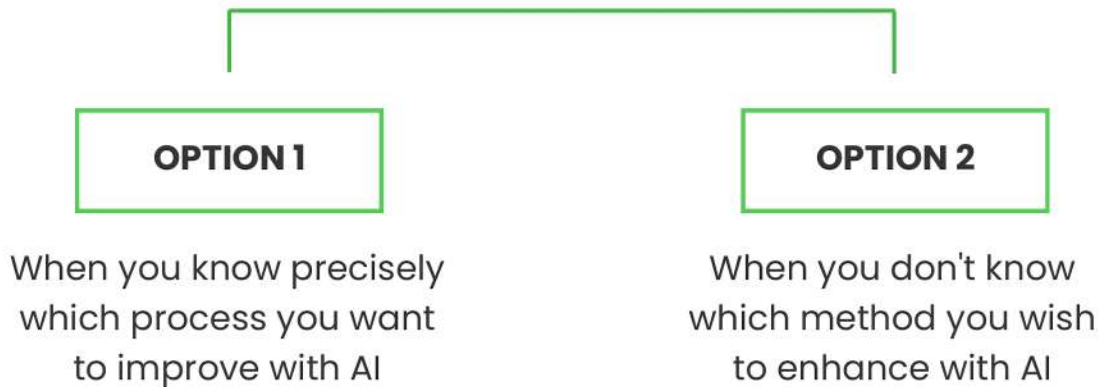 OPTION 1
When you know precisely
which process you want
to improve with AI
OPTION 2
When you don't know
which method you wish
to enhance with AI